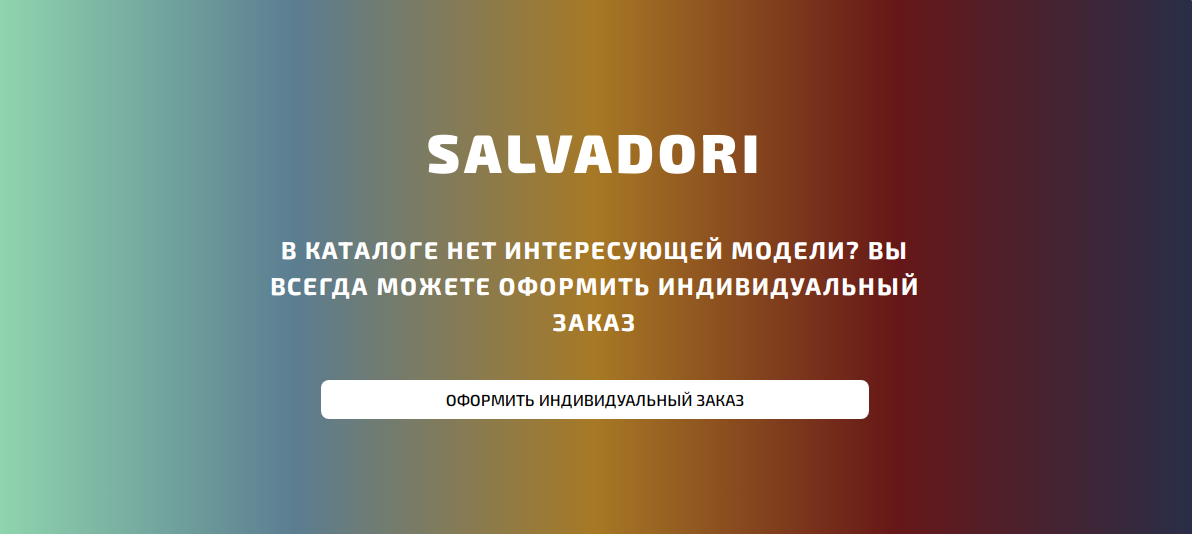 SALVADORI
В КАТАЛОГЕ НЕТ ИНТЕРЕСУЮЩЕЙ МОДЕЛИ? ВЫ
ВСЕГДА МОЖЕТЕ ОФОРМИТЬ ИНДИВИДУАЛЬНЫЙ
ЗАКАЗ
ОФОРМИТЬ ИНДИВИДУАЛЬНЫЙ ЗАКАЗ